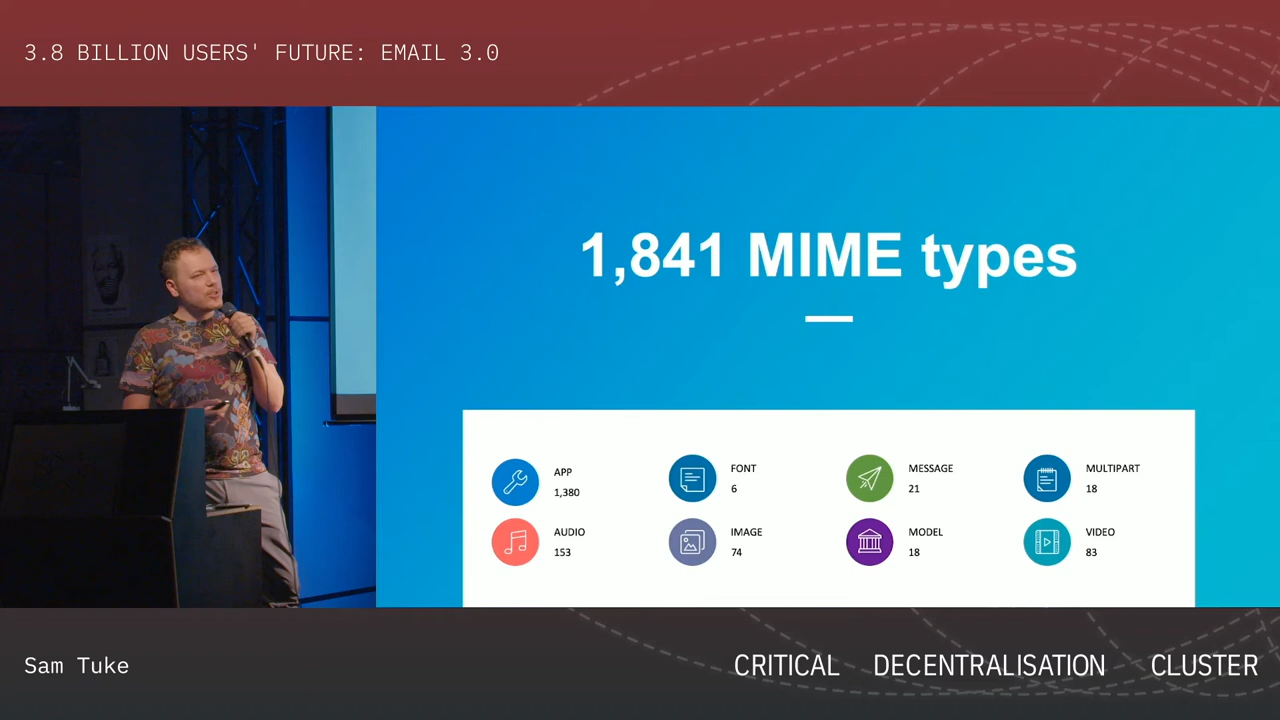 3.8 BILLION USERS' FUTURE: EMAIL 3.0
1,841 MIME types
APP
1,380
FONT
6
MESSAGE
21
MULTIPART
18
AUDIO
153
IMAGE
74
MODEL
18
VIDEO
83
Sam Tuke
CRITICAL DECENTRALISATION CLUSTER